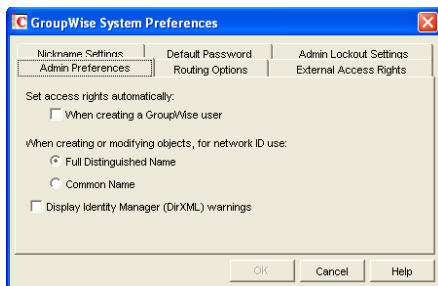 GroupWise System Preferences
Nickname Settings Default Password Admin Lockout Settings
Admin Preferences Routing Options External Access Rights
Set access rights automatically:
When creating a GroupWise user
When creating or modifying objects, for network ID use:
Full Distinguished Name
Common Name
Display Identity Manager (DirXML) warnings
OK Cancel Help